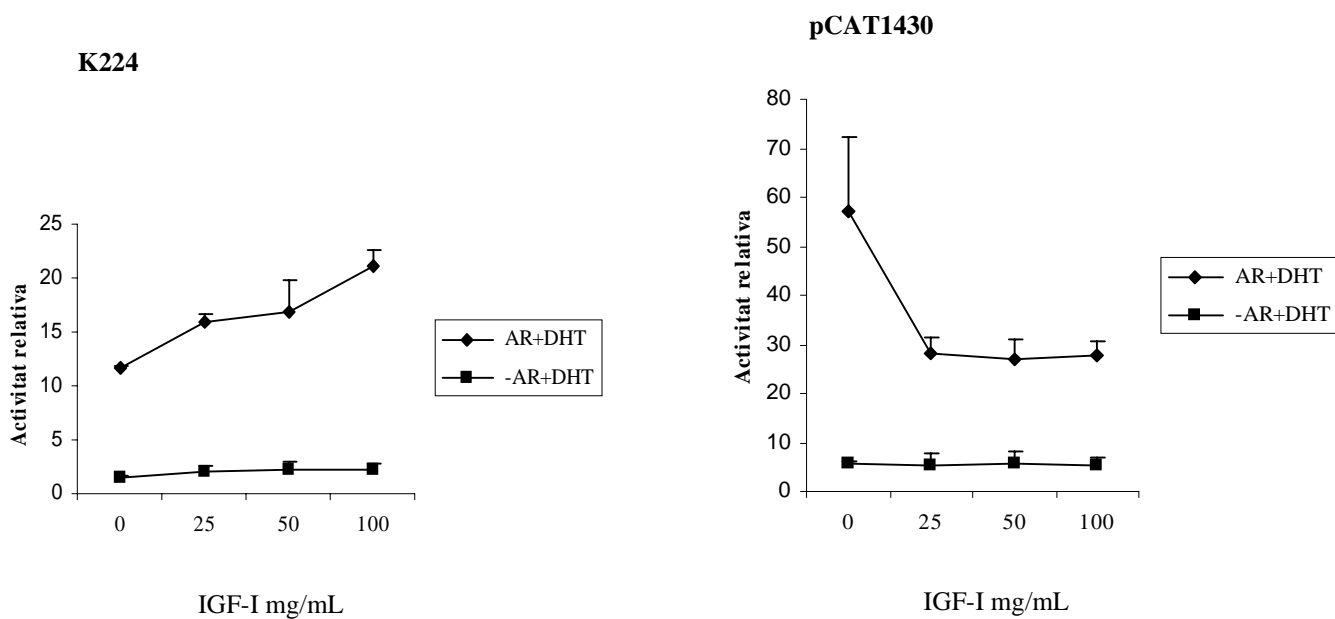 K224
Activitat relativa
25
20
15
10
5
0
0 25 50 100
IGF-I mg/mL
AR+DHT
-AR+DHT
pCAT1430
Activitat relativa
80
70
60
50
40
30
20
10
0
0 25 50 100
IGF-I mg/mL
AR+DHT
-AR+DHT